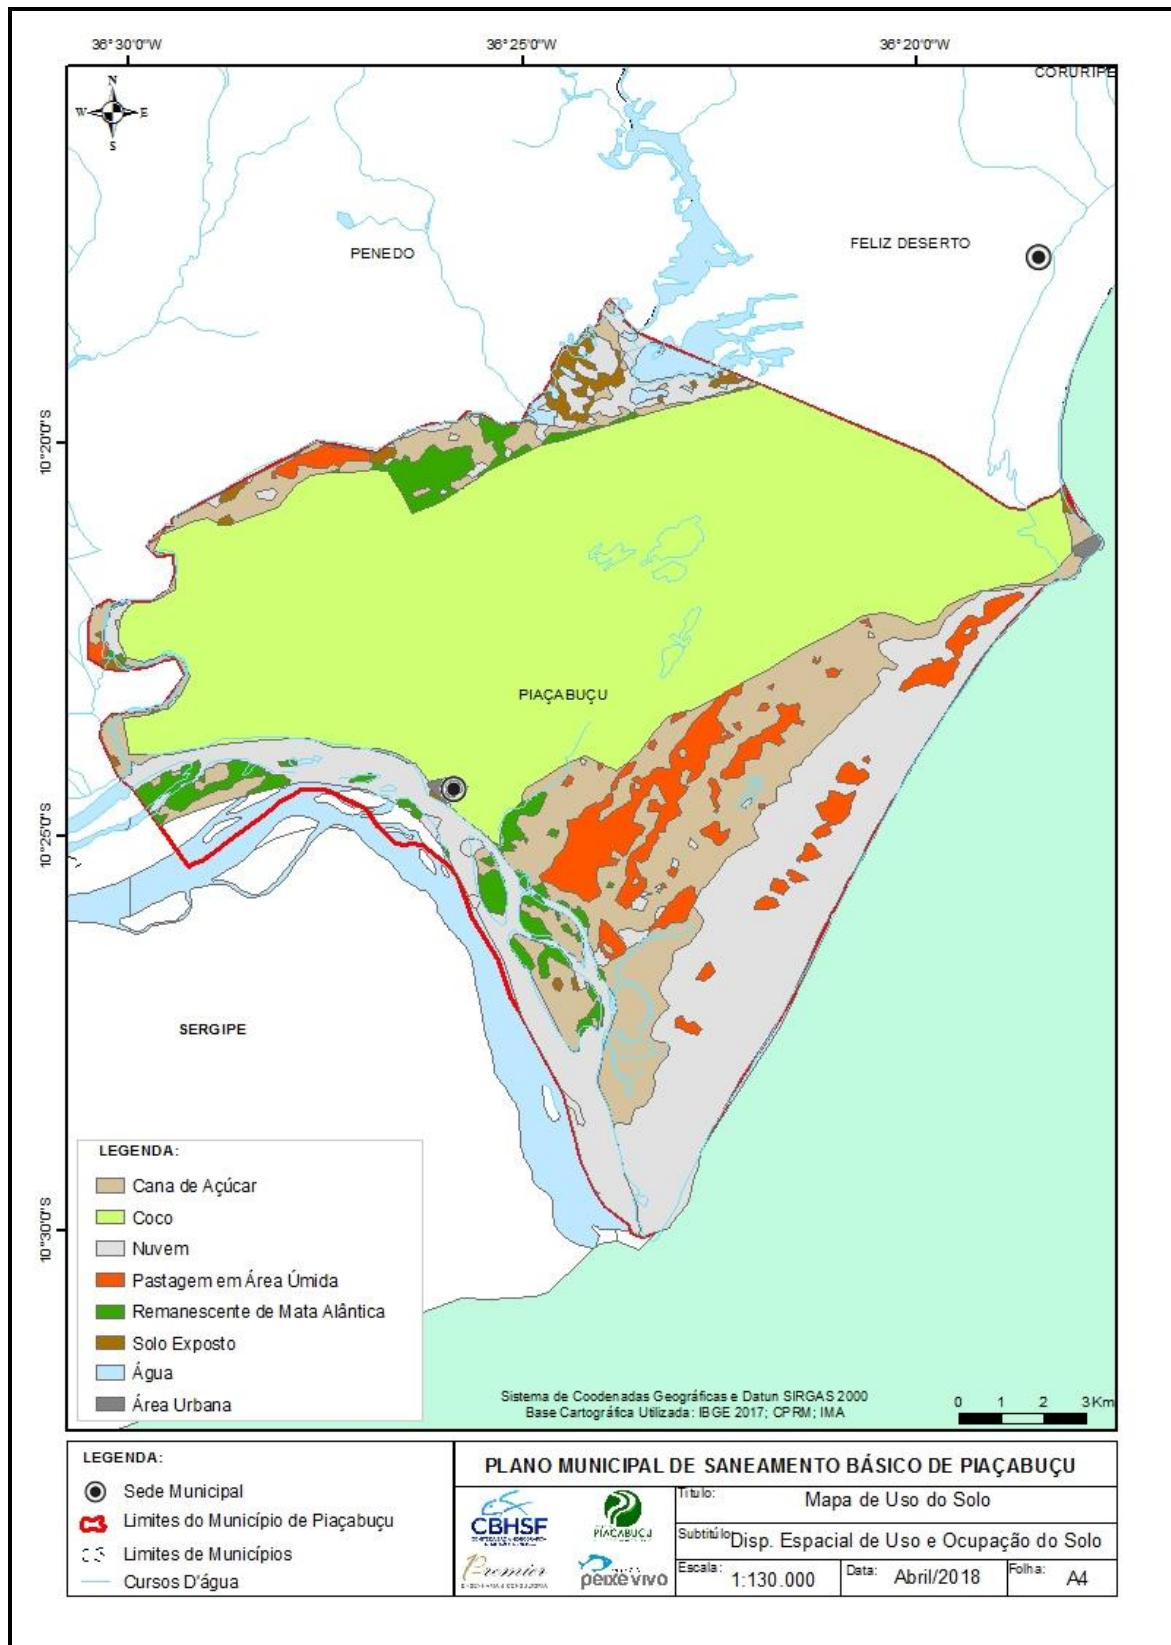 36°30'0"W
36°25'0"W
36°20'0"W
CORURIPE
N
W
E
S
PENEDO
FELIZ DESERTO
10°20'0"S
PIAÇABUÇU
10°25'0"S
SERGIPE
10°30'0"S
LEGENDA:
Cana de Açúcar
Coco
Nuvem
Pastagem em Área Úmida
Remanescente de Mata Alântica
Solo Exposto
Água
Área Urbana
Sistema de Coodenadas Geográficas e Datun SIRGAS 2000
Base Cartográfica Utilizada: IBGE 2017; CPRM; IMA
0 1 2 3 Km
LEGENDA:
Sede Municipal
Limites do Município de Piaçabuçu
Limites de Municípios
Cursos D'água
PLANO MUNICIPAL DE SANEAMENTO BÁSICO DE PIAÇABUÇU
CBHSF
PIAÇABUÇU
Premier
peixe vivo
Titulo: Mapa de Uso do Solo
Subtitulo: Disp. Espacial de Uso e Ocupação do Solo
Escala: 1:130.000
Data: Abril/2018
Folha: A4